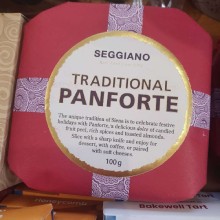 SEGGIANO
TRADITIONAL
PANFORTE
The unique tradition of Siena is to celebrate festive
holidays with Panforte, a delicious dolce of candied
fruit peel, rich spices and toasted almonds.
Slice with a sharp knife and enjoy for
dessert, with coffee, or paired
with soft cheeses
100g
Bakewell Tart